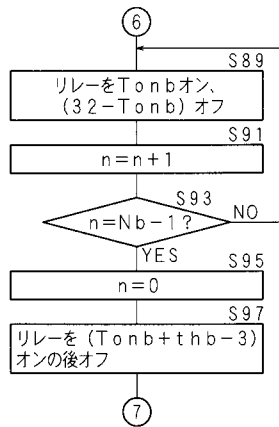 6
S89
リレーをTonbオン、
(32-Tonb) オフ
S91
n=n+1
S93
n=Nb-1?
NO
YES
S95
n=0
S97
リレーを (Tonb+thb-3)
オンの後オフ
7